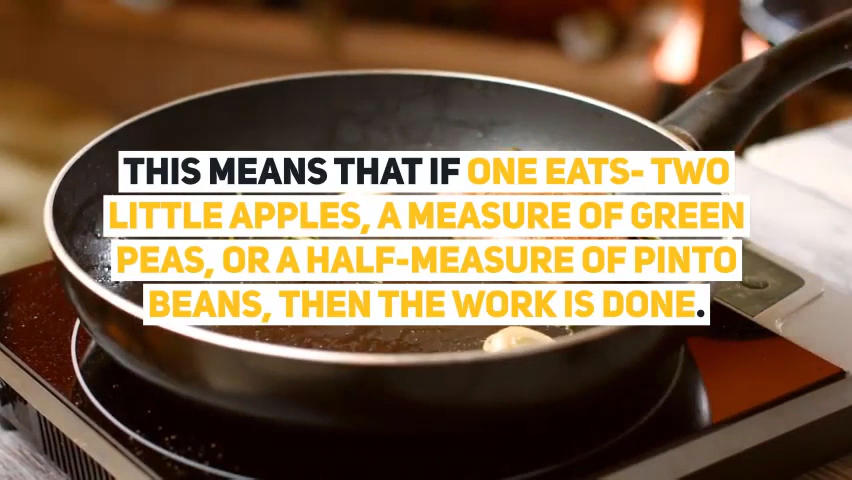 THIS MEANS THAT IF ONE EATS- TWO
LITTLE APPLES, A MEASURE OF GREEN
PEAS, OR A HALF-MEASURE OF PINTO
BEANS, THEN THE WORK IS DONE.